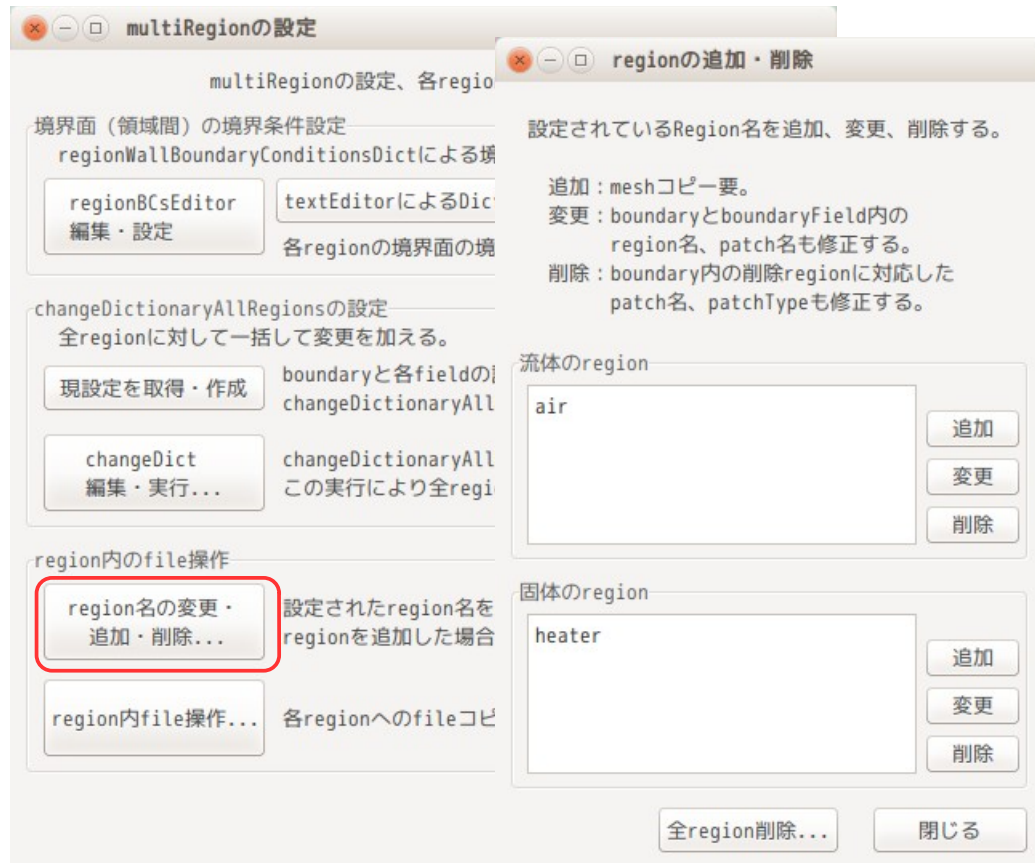 multiRegionの設定
multiRegionの設定、各regio
境界面（領域間）の境界条件設定
regionWallBoundaryConditionsDictによる境
regionBCsEditor
編集・設定
textEditorによるDic
各regionの境界面の境
changeDictionaryAllRegionsの設定
全regionに対して一括して変更を加える。
現設定を取得・作成
boundaryと各fieldの
changeDictionaryAll
changeDict
編集・実行...
changeDictionaryAll
この実行により全regi
region内のfile操作
region名の変更・
追加・削除...
設定されたregion名を
regionを追加した場合
region内file操作...
各regionへのfileコピ
regionの追加・削除
設定されているRegion名を追加、変更、削除する。
追加：meshコピー要。
変更：boundaryとboundaryField内の
region名、patch名も修正する。
削除：boundary内の削除regionに対応した
patch名、patchTypeも修正する。
流体のregion
air
追加
変更
削除
固体のregion
heater
追加
変更
削除
全region削除...
閉じる